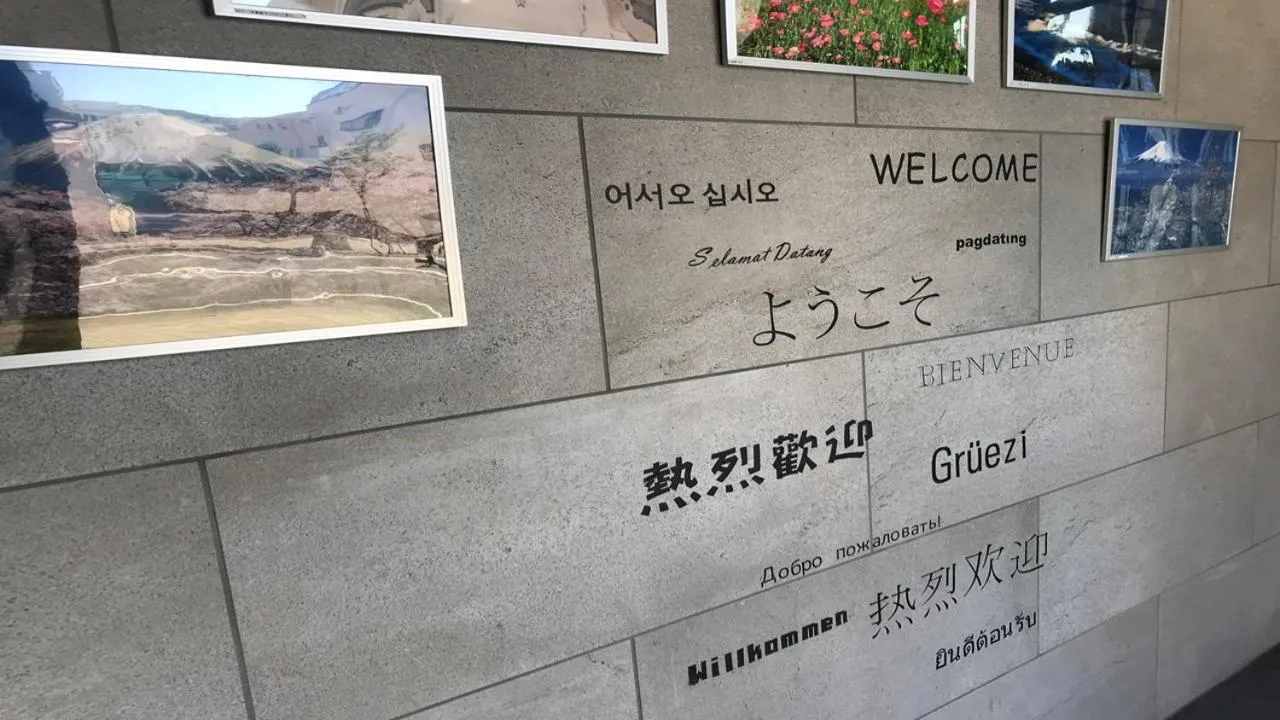 어서오 십시오
WELCOME
Selamat Datang
pagdating
ようこそ
BIENVENUE
熱烈歡迎
Grüezi
Добро пожаловать!
热烈欢迎
Willkommen
ยินดีต้อนรับ